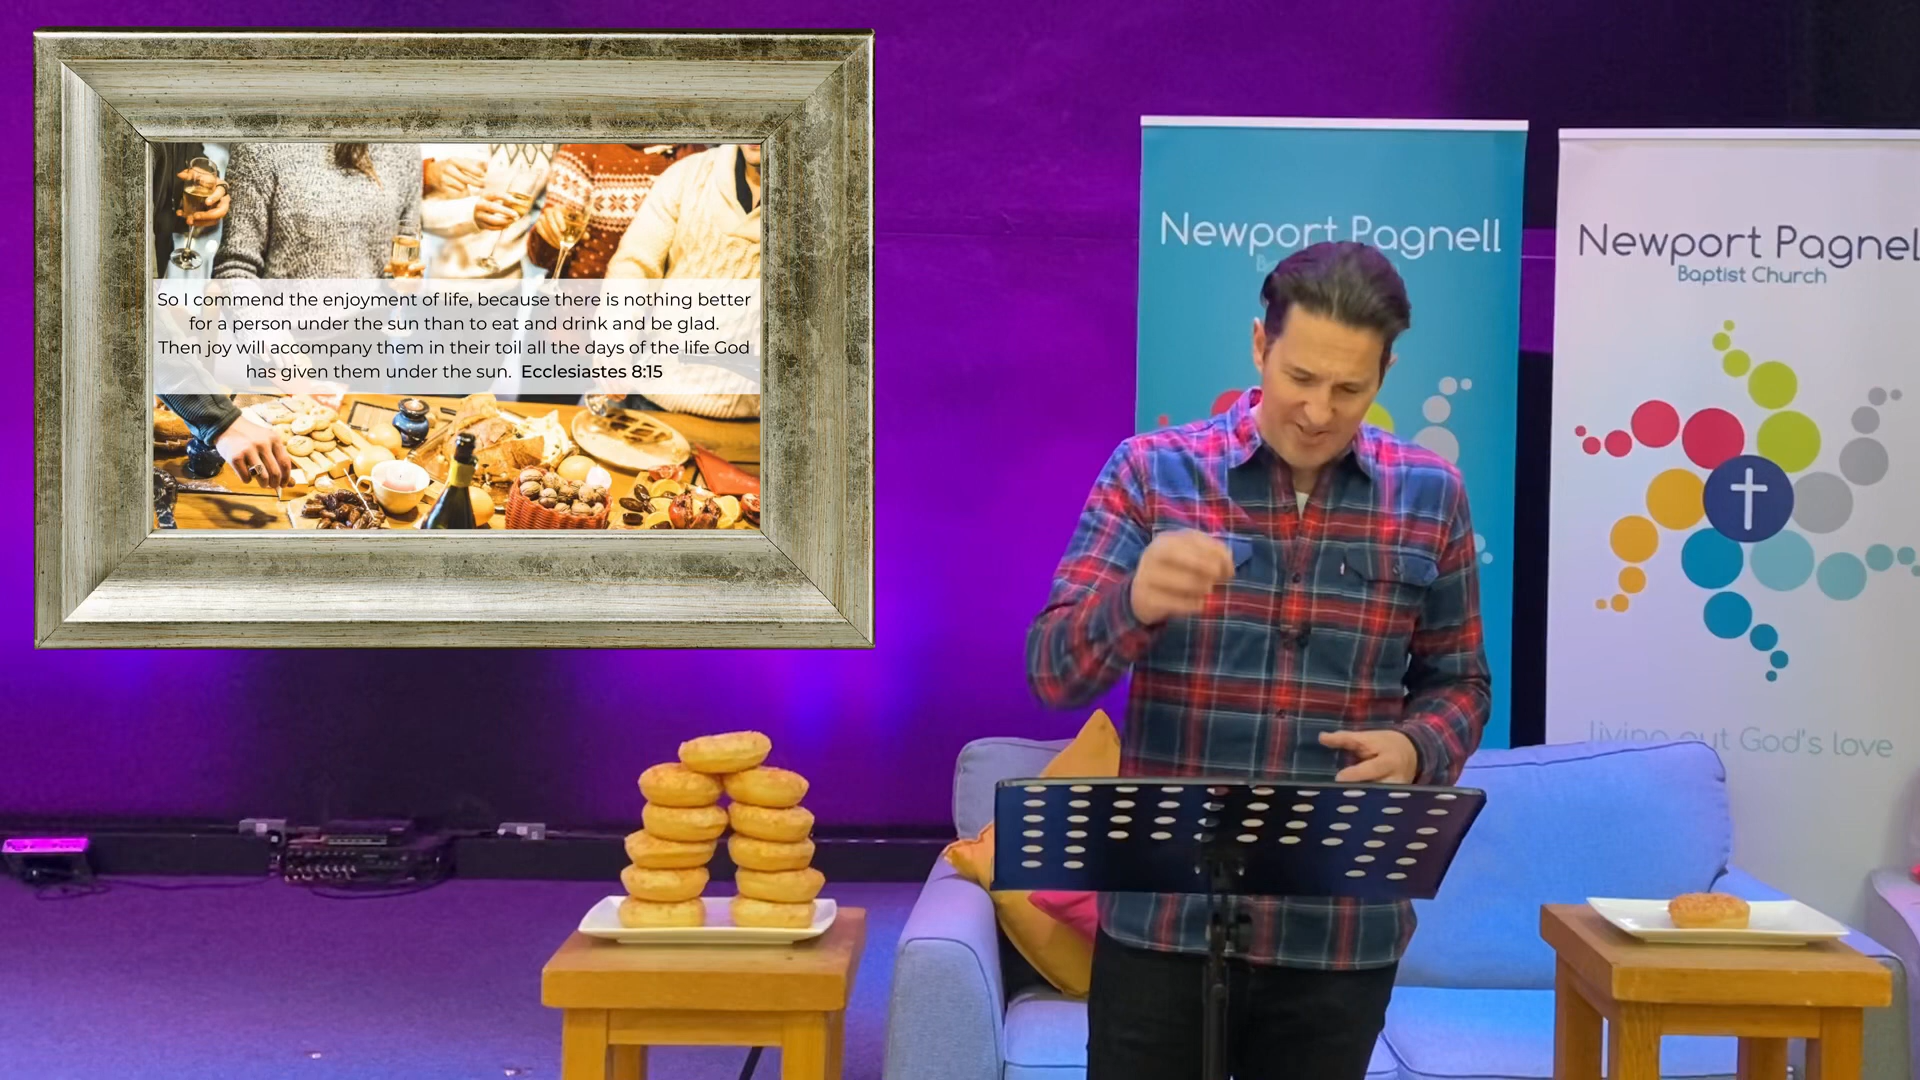 So I commend the enjoyment of life, because there is nothing better
for a person under the sun than to eat and drink and be glad.
Then joy will accompany them in their toil all the days of the life God
has given them under the sun. Ecclesiastes 8:15
Newport Pagnell
Newport Pagnel
Baptist Church
living out God's love